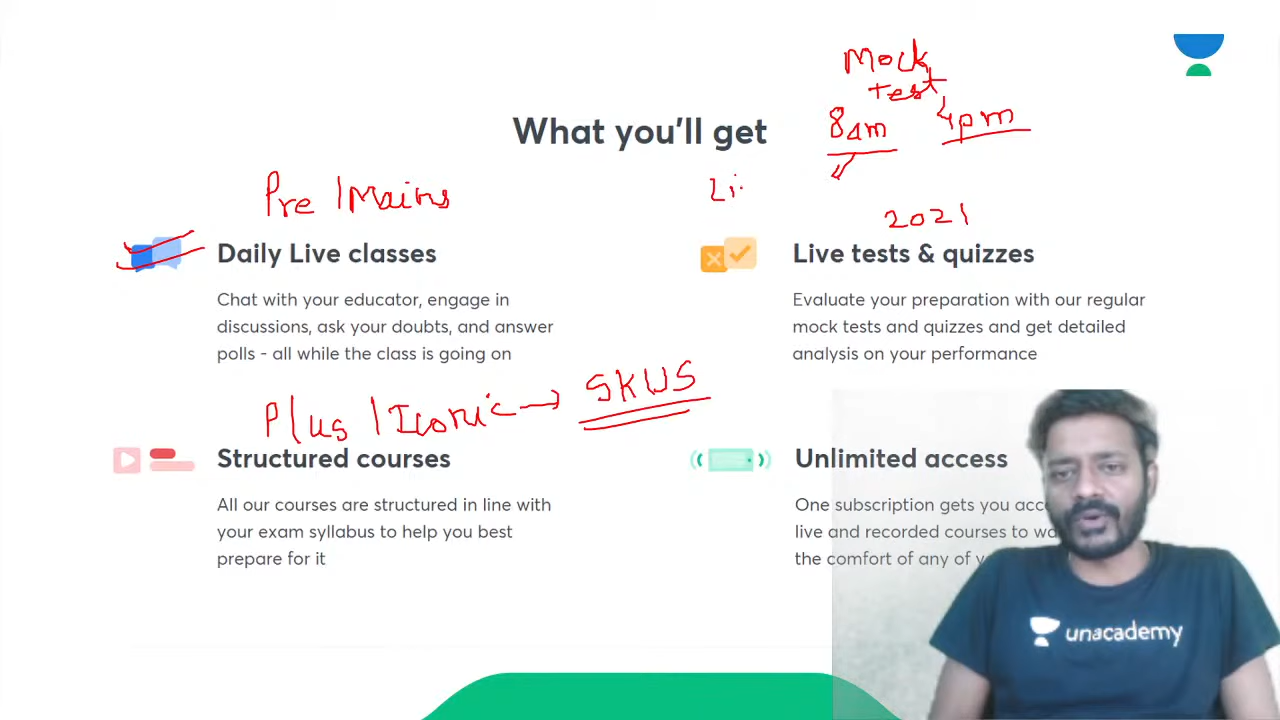 Mock
test
8am 4pm
What you'll get
Pre | Mains
Li
2021
Daily Live classes
Chat with your educator, engage in
discussions, ask your doubts, and answer
polls - all while the class is going on
Live tests & quizzes
Evaluate your preparation with our regular
mock tests and quizzes and get detailed
analysis on your performance
Plus | Iconic → SKUS
Structured courses
All our courses are structured in line with
your exam syllabus to help you best
prepare for it
Unlimited access
One subscription gets you
live and recorded courses to
the comfort of any of
unacademy